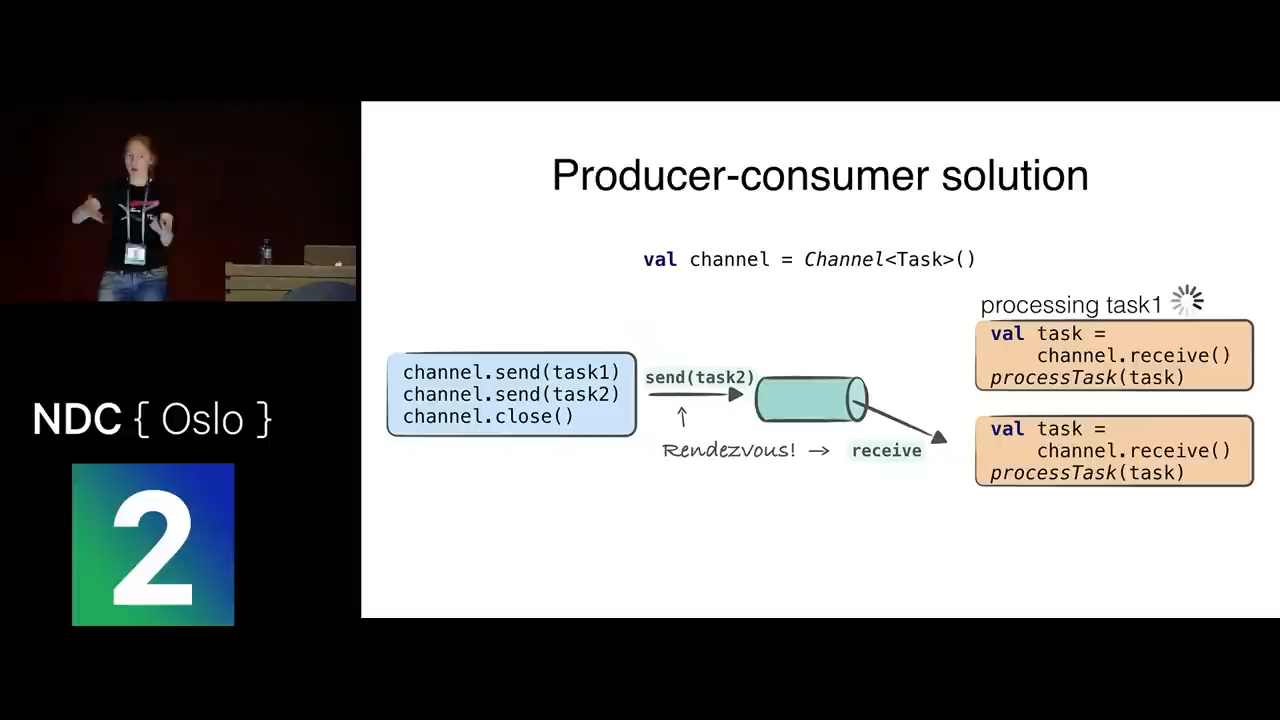 Producer-consumer solution
val channel = Channel<Task>()
processing task1
val task =
channel.receive()
processTask(task)
channel.send(task1)
channel.send(task2)
channel.close()
send(task2)
Rendezvous! → receive
val task =
channel.receive()
processTask(task)
NDC { Oslo }
2